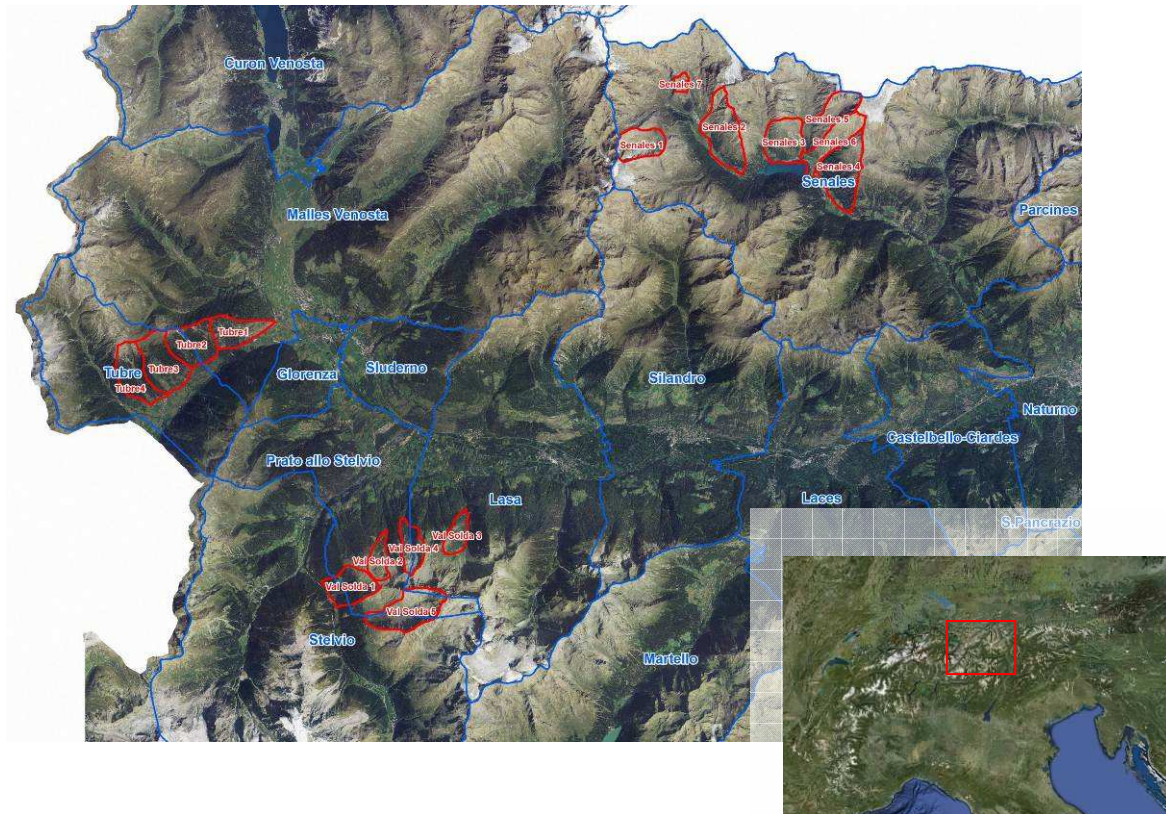 Curon Venosta
Senales 7
Senales 2
Senales 5
Senales 1
Senales 3
Senales 6
Senales 4
Senales
Malles Venosta
Parcines
Tubre1
Tubre2
Tubre
Tubre3
Tubre4
Glorenza
Sluderno
Silandro
Naturno
Castelbello-Ciardes
Prato allo Stelvio
Lasa
Laces
S.Pancrazio
Val Solda 3
Val Solda 4
Val Solda 2
Val Solda 1
Val Solda 5
Stelvio
Martello